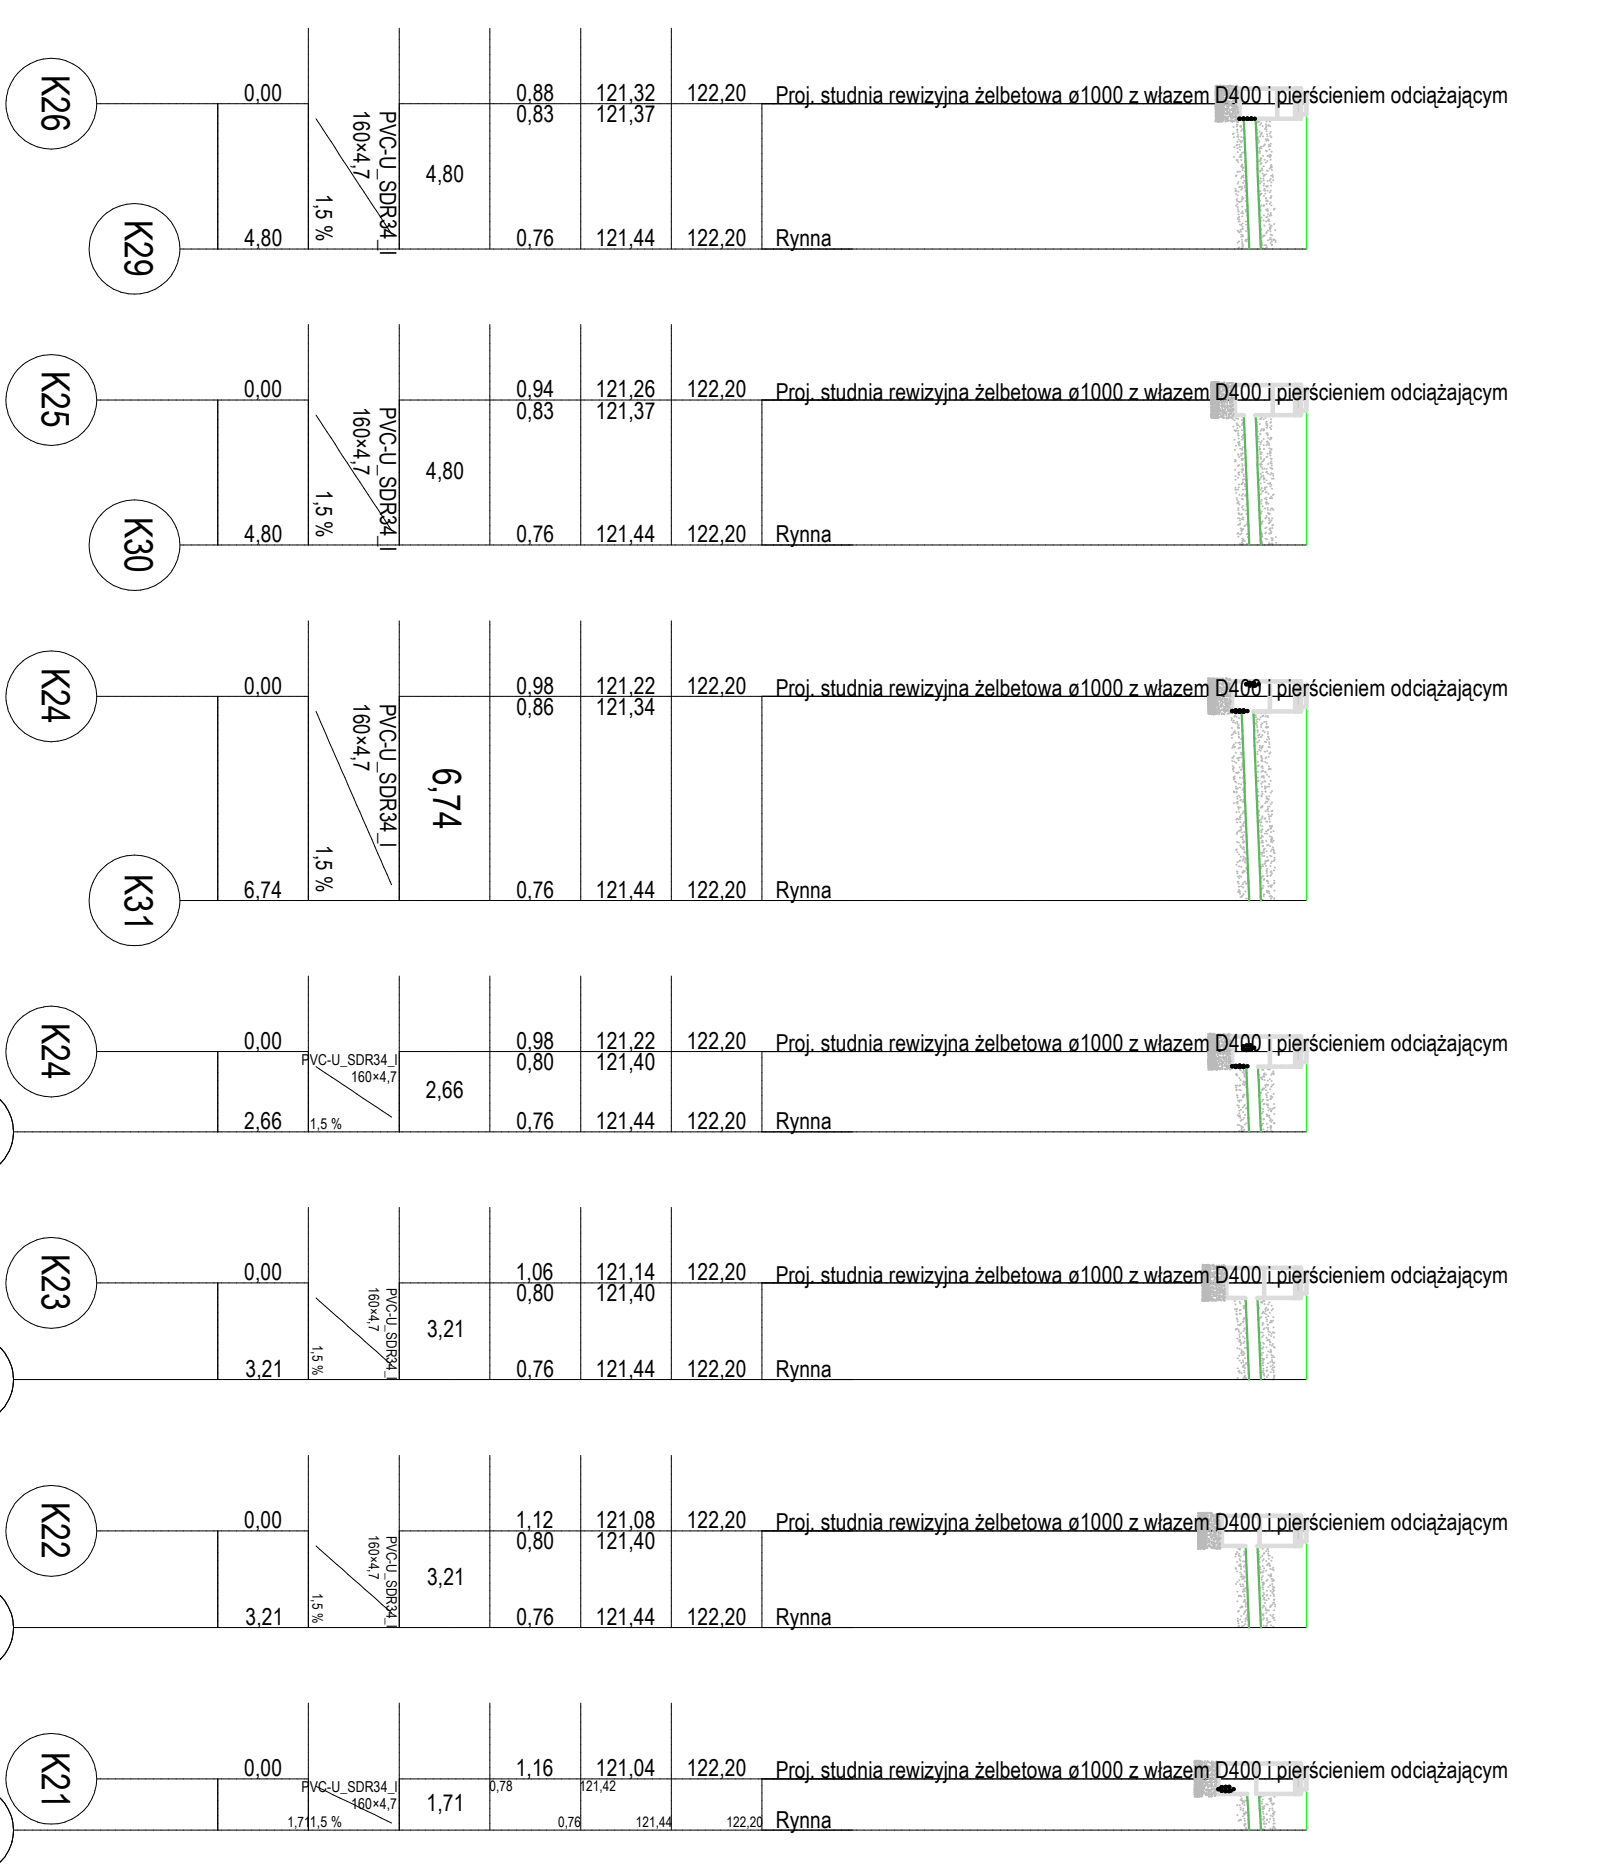 K26
0,00
0,88 121,32 122,20 Proj. studnia rewizyjna żelbetowa ø1000 z włazem D400 i pierścieniem odciążającym
0,83 121,37
PVC-U_SDR34_l
160×4,7
1,5 %
4,80
K29
4,80
0,76 121,44 122,20 Rynna
K25
0,00
0,94 121,26 122,20 Proj. studnia rewizyjna żelbetowa ø1000 z włazem D400 i pierścieniem odciążającym
0,83 121,37
PVC-U_SDR34_l
160×4,7
1,5 %
4,80
K30
4,80
0,76 121,44 122,20 Rynna
K24
0,00
0,98 121,22 122,20 Proj. studnia rewizyjna żelbetowa ø1000 z włazem D400 i pierścieniem odciążającym
0,86 121,34
PVC-U_SDR34_l
160×4,7
1,5 %
6,74
K31
6,74
0,76 121,44 122,20 Rynna
K24
0,00
0,98 121,22 122,20 Proj. studnia rewizyjna żelbetowa ø1000 z włazem D400 i pierścieniem odciążającym
0,80 121,40
PVC-U_SDR34_l
160×4,7
2,66
2,66
1,5 %
0,76 121,44 122,20 Rynna
K23
0,00
1,06 121,14 122,20 Proj. studnia rewizyjna żelbetowa ø1000 z włazem D400 i pierścieniem odciążającym
0,80 121,40
PVC-U_SDR34_l
160×4,7
1,5 %
3,21
3,21
0,76 121,44 122,20 Rynna
K22
0,00
1,12 121,08 122,20 Proj. studnia rewizyjna żelbetowa ø1000 z włazem D400 i pierścieniem odciążającym
0,80 121,40
PVC-U_SDR34_l
160×4,7
1,5 %
3,21
3,21
0,76 121,44 122,20 Rynna
K21
0,00
1,16 121,04 122,20 Proj. studnia rewizyjna żelbetowa ø1000 z włazem D400 i pierścieniem odciążającym
0,78 121,42
PVC-U_SDR34_l
160×4,7
1,71
1,71
1,5 %
0,76 121,44 122,20 Rynna